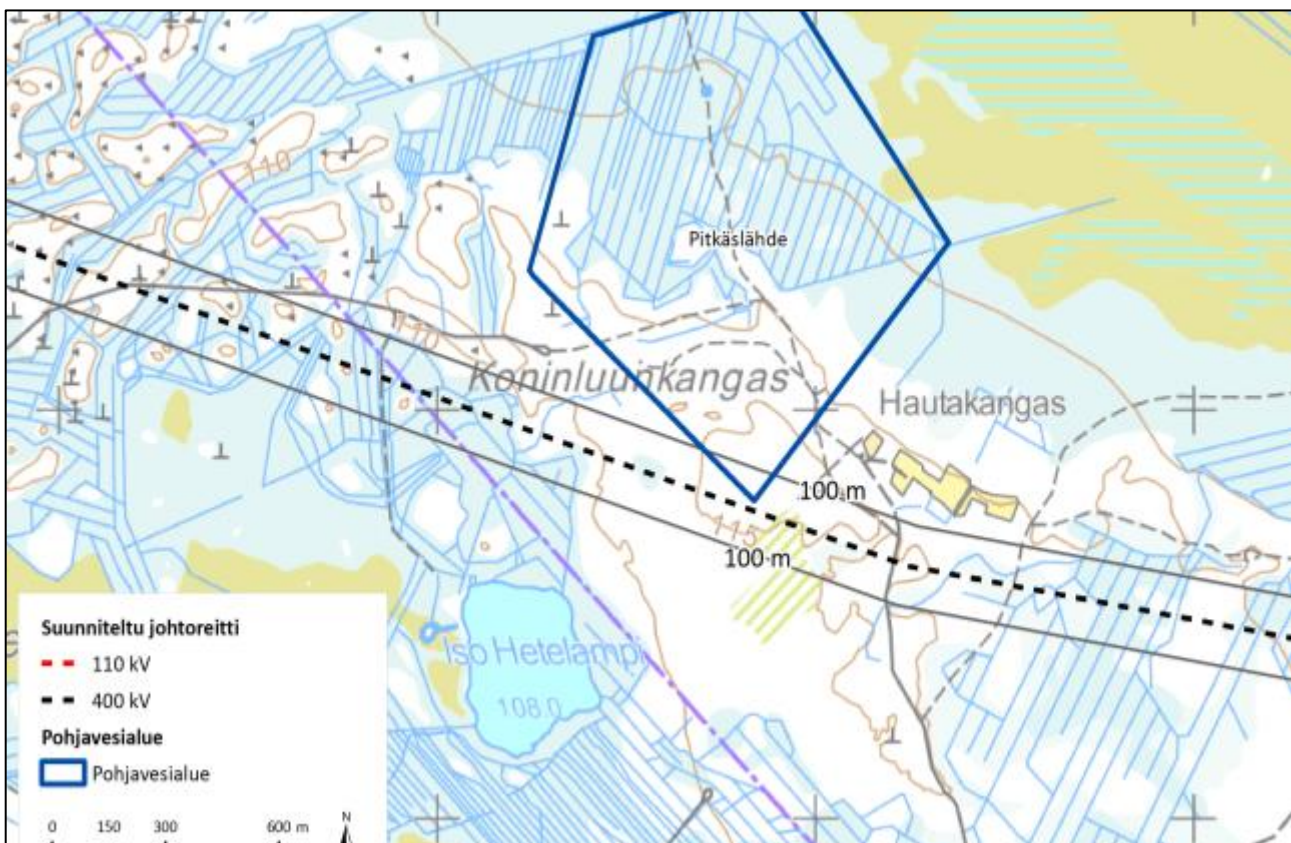 110
Pitkäslähde
110
Koninluunkangas
Hautakangas
100 m
115
100 m
Iso Hetelampi
108.0
Suunniteltu johtoreitti
110 kV
400 kV
Pohjavesialue
Pohjavesialue
0 150 300 600 m
N